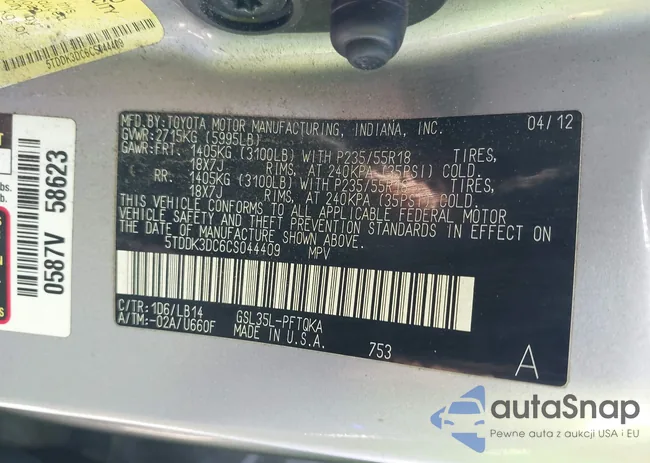 5TDDK3DC6CS044409
0587V 58623
lbs.
MFD. BY:TOYOTA MOTOR MANUFACTURING, INDIANA, INC. 04/12
GVWR:2715KG (5995LB)
GAWR:FRT. 1405KG (3100LB) WITH P235/55R18 TIRES,
18X7J RIMS, AT 240KPA (35PSI) COLD.
RR. 1405KG (3100LB) WITH P235/55R18 TIRES,
18X7J RIMS, AT 240KPA (35PSI) COLD.
THIS VEHICLE CONFORMS TO ALL APPLICABLE FEDERAL MOTOR
VEHICLE SAFETY AND THEFT PREVENTION STANDARDS IN EFFECT ON
THE DATE OF MANUFACTURE SHOWN ABOVE.
5TDDK3DC6CS044409 MPV
C/TR:1D6/LB14 GSL35L-PFTQKA
A/TM:-02A/U660F MADE IN U.S.A. 753
A
autaSnap
Pewne auta z aukcji USA i EU